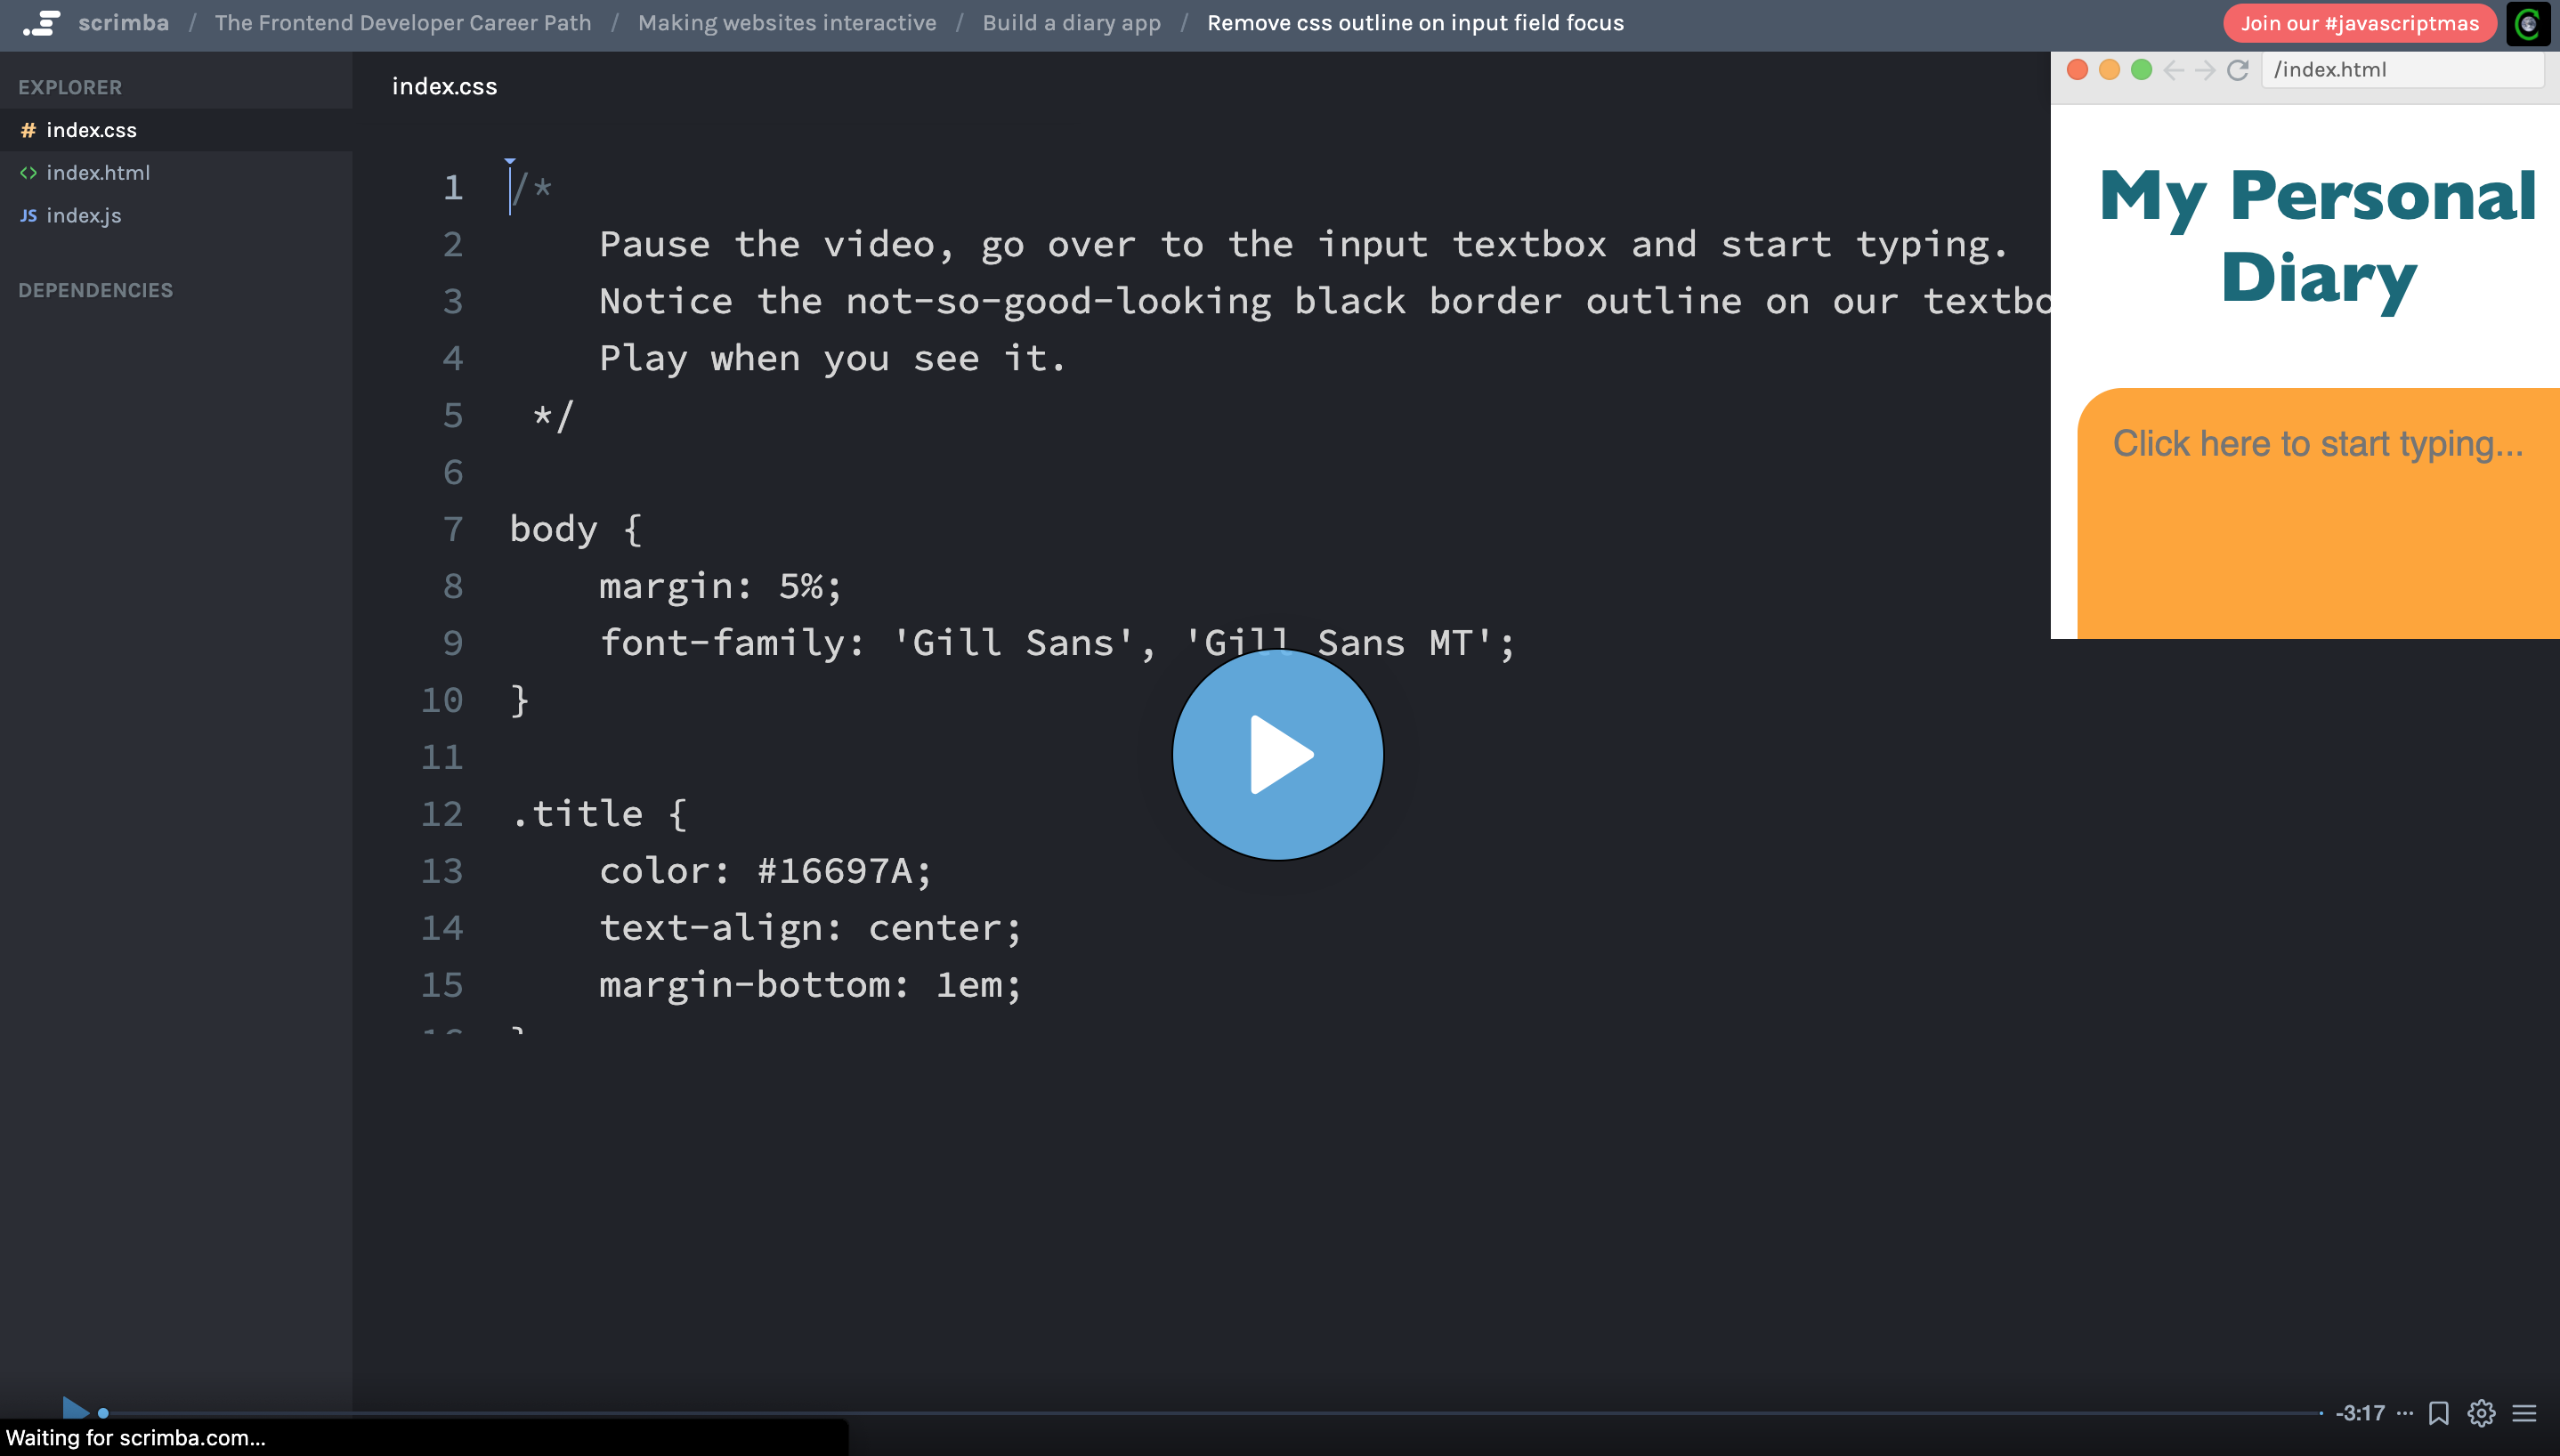 scrimba / The Frontend Developer Career Path / Making websites interactive / Build a diary app / Remove css outline on input field focus
Join our #javascriptmas
EXPLORER
# index.css
<> index.html
JS index.js
DEPENDENCIES
index.css
1 /*
2 Pause the video, go over to the input textbox and start typing.
3 Notice the not-so-good-looking black border outline on our textbo
4 Play when you see it.
5 */
6
7 body {
8 margin: 5%;
9 font-family: 'Gill Sans', 'Gill Sans MT';
10 }
11
12 .title {
13 color: #16697A;
14 text-align: center;
15 margin-bottom: 1em;
/index.html
My Personal
Diary
Click here to start typing...
-3:17
Waiting for scrimba.com...